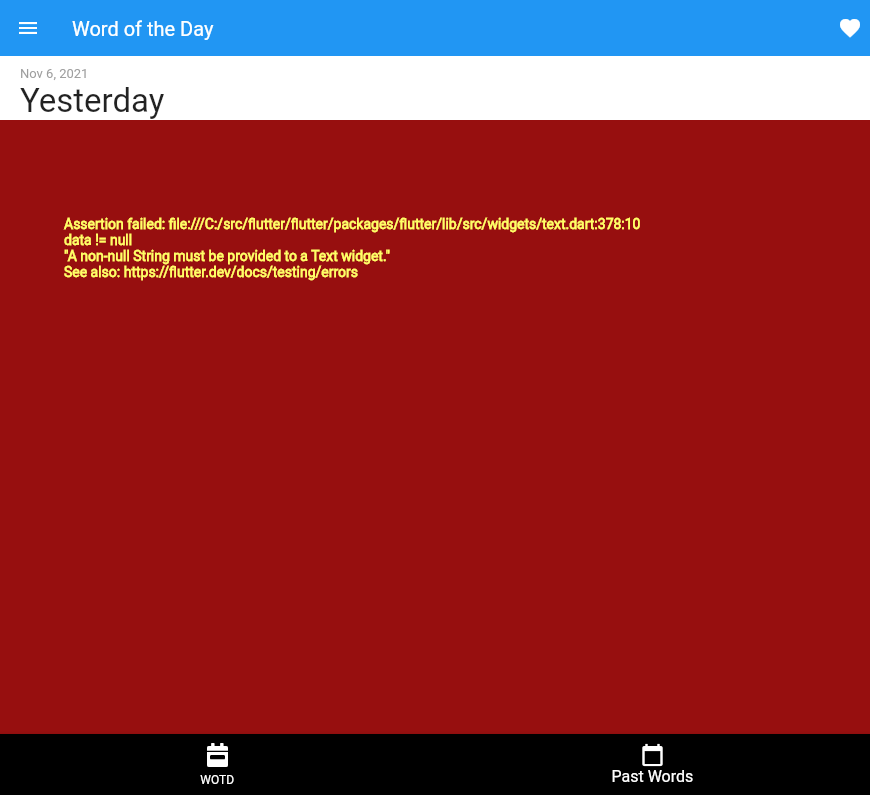 Word of the Day
Nov 6, 2021
Yesterday
Assertion failed: file:///C:/src/flutter/flutter/packages/flutter/lib/src/widgets/text.dart:378:10
data != null
"A non-null String must be provided to a Text widget."
See also: https://flutter.dev/docs/testing/errors
WOTD
Past Words